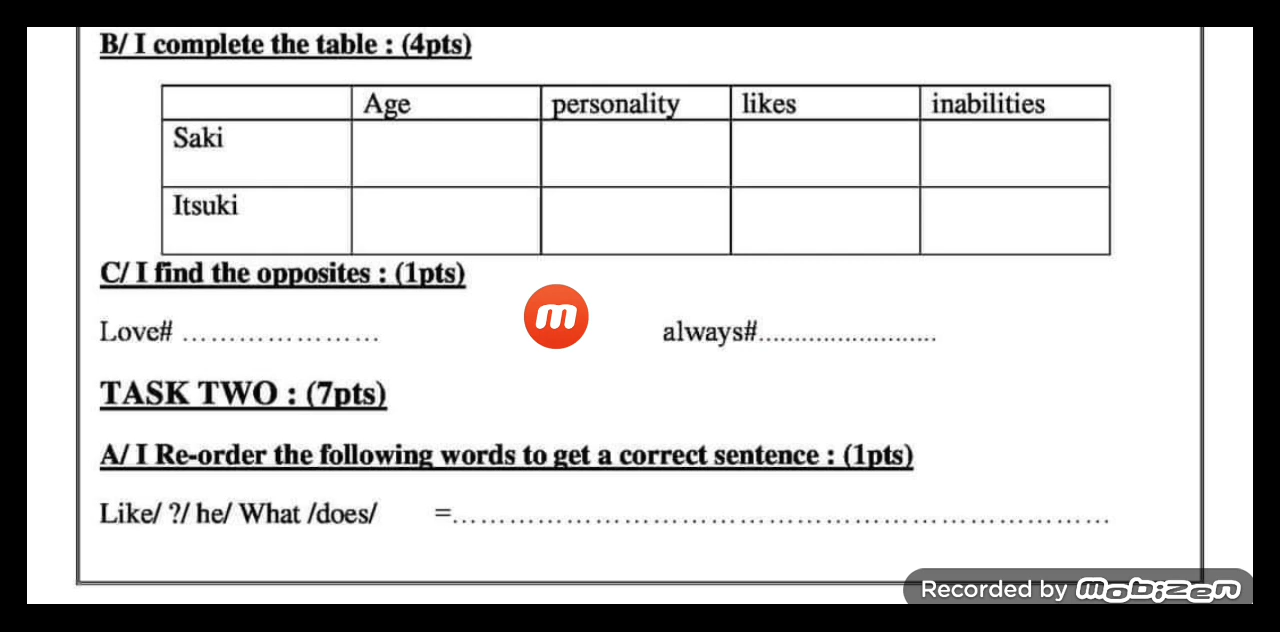 B/ I complete the table : (4pts)
Age personality likes inabilities
Saki
Itsuki
C/ I find the opposites : (1pts)
Love# ………………… always#.........................
TASK TWO : (7pts)
A/ I Re-order the following words to get a correct sentence : (1pts)
Like/ ?/ he/ What /does/ =………………………………………………………………
m
Recorded by mobizen